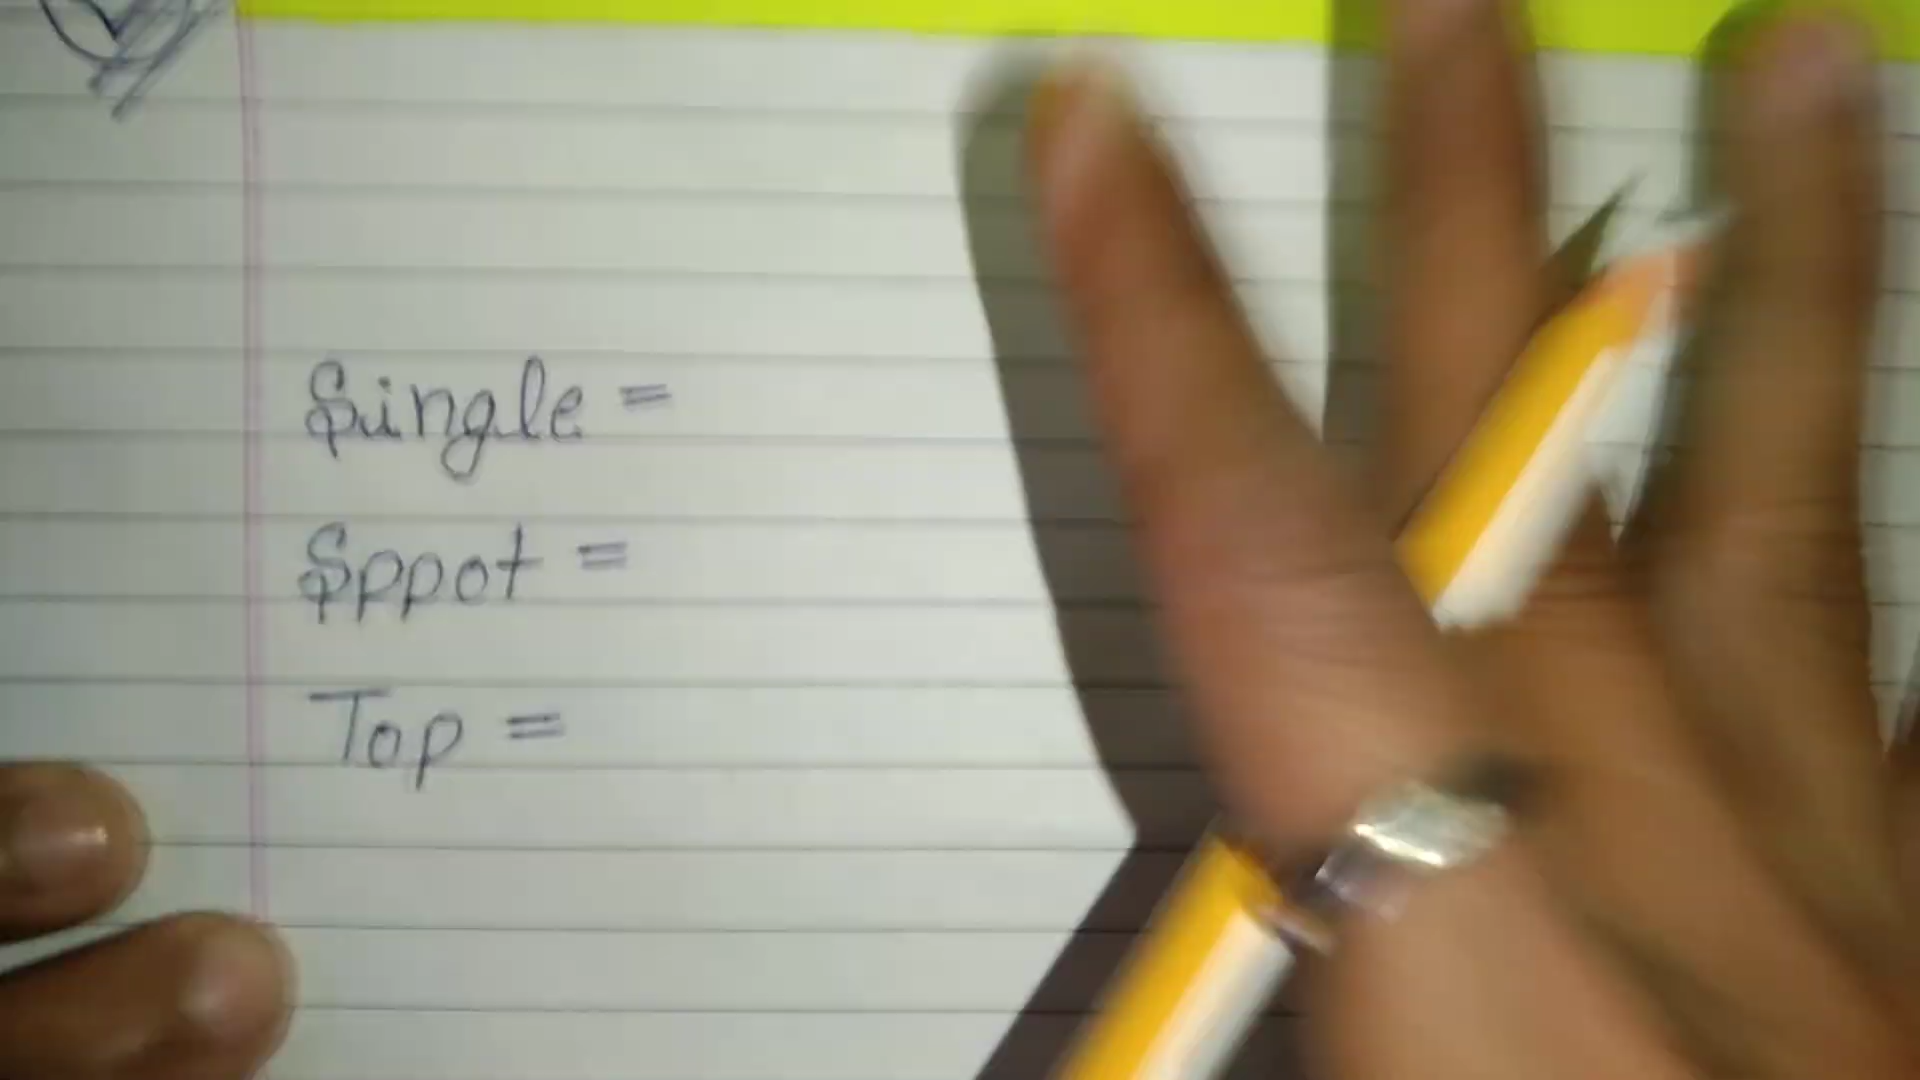 Single =
Sppot =
Top =